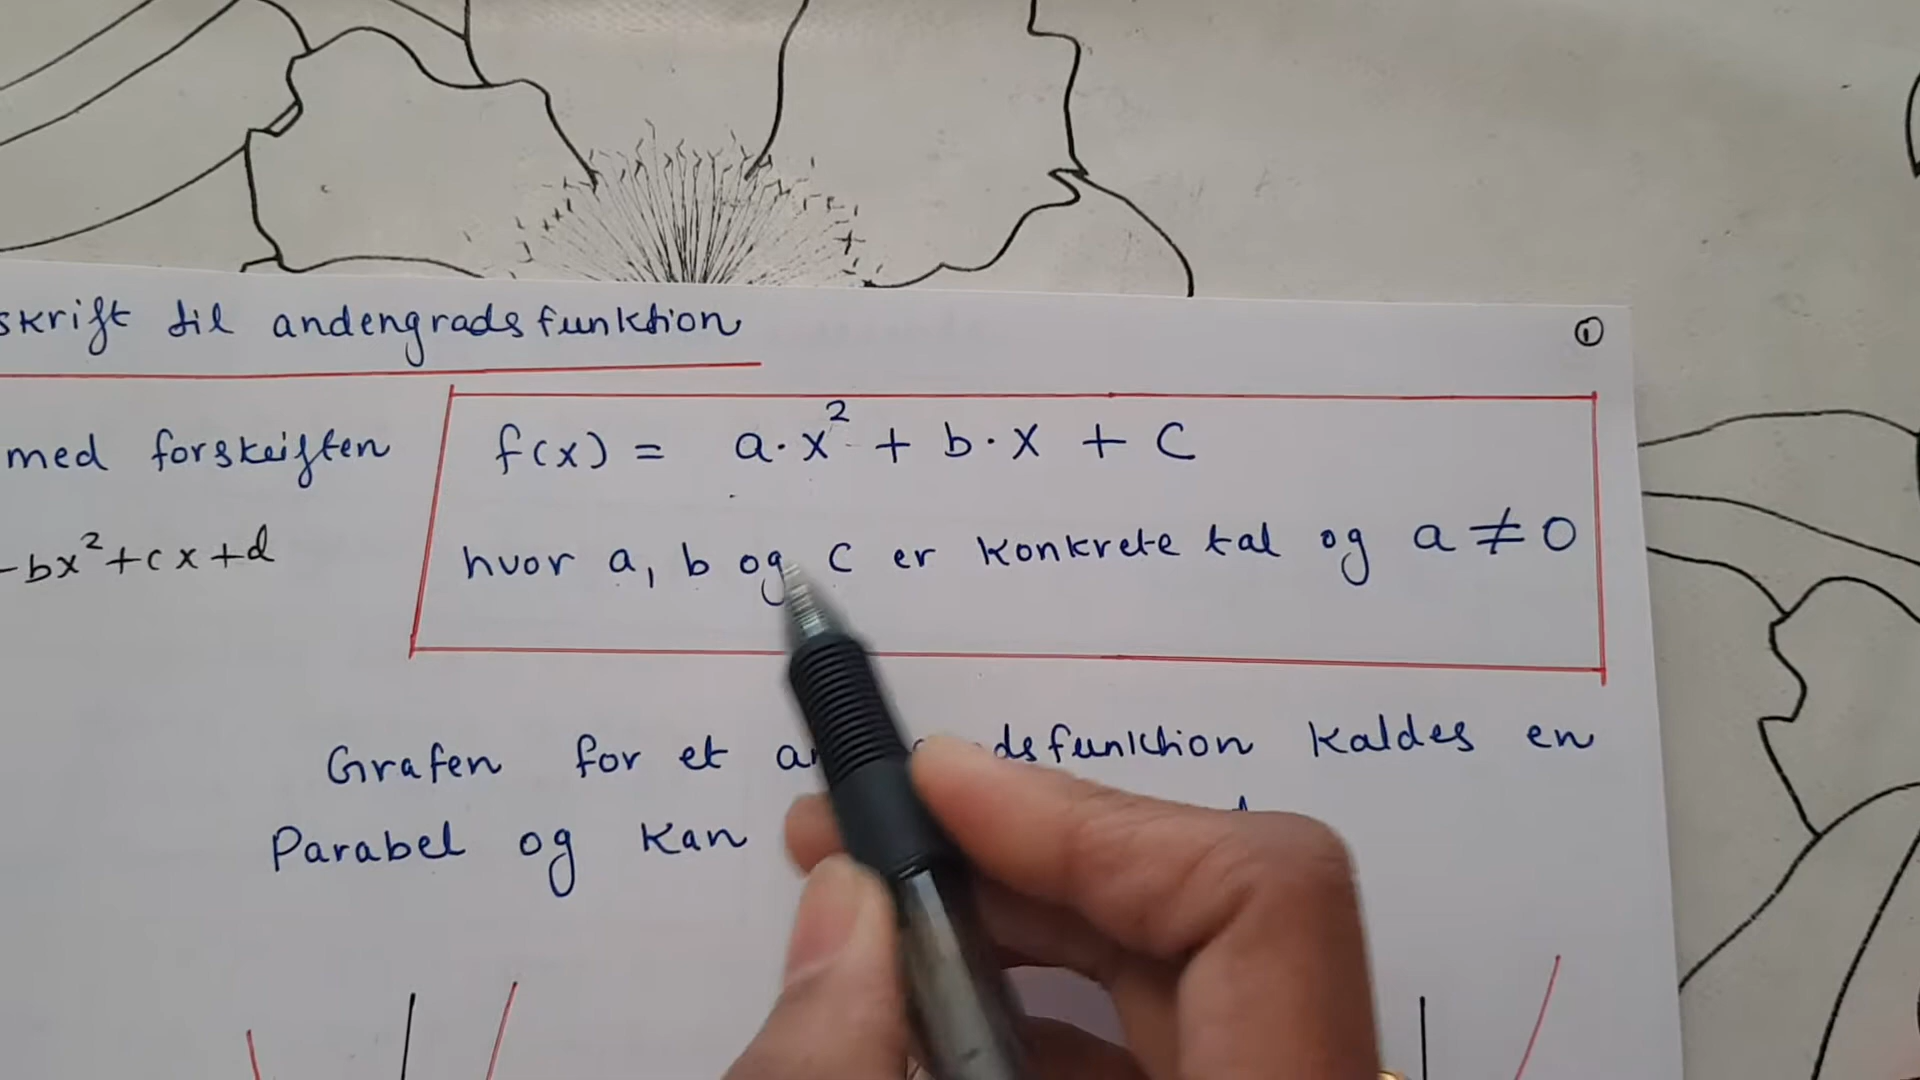 skrift til andengradsfunktion
①
med forskriften
f(x) = a·x² + b·x + c
hvor a, b og c er konkrete tal og a ≠ 0
-bx²+cx+d
Grafen for et kaldes en
Parabel og kan